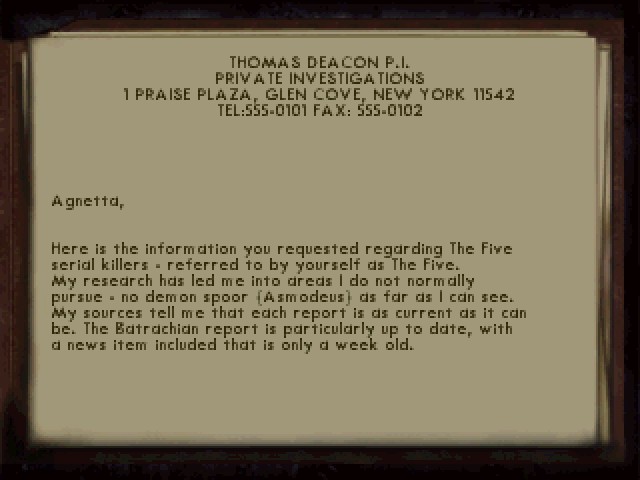 THOMAS DEACON P.I.
PRIVATE INVESTIGATIONS
1 PRAISE PLAZA, GLEN COVE, NEW YORK 11542
TEL:555-0101 FAX: 555-0102
Agnetta,
Here is the information you requested regarding The Five
serial killers - referred to by yourself as The Five.
My research has led me into areas I do not normally
pursue - no demon spoor {Asmodeus} as far as I can see.
My sources tell me that each report is as current as it can
be. The Batrachian report is particularly up to date, with
a news item included that is only a week old.